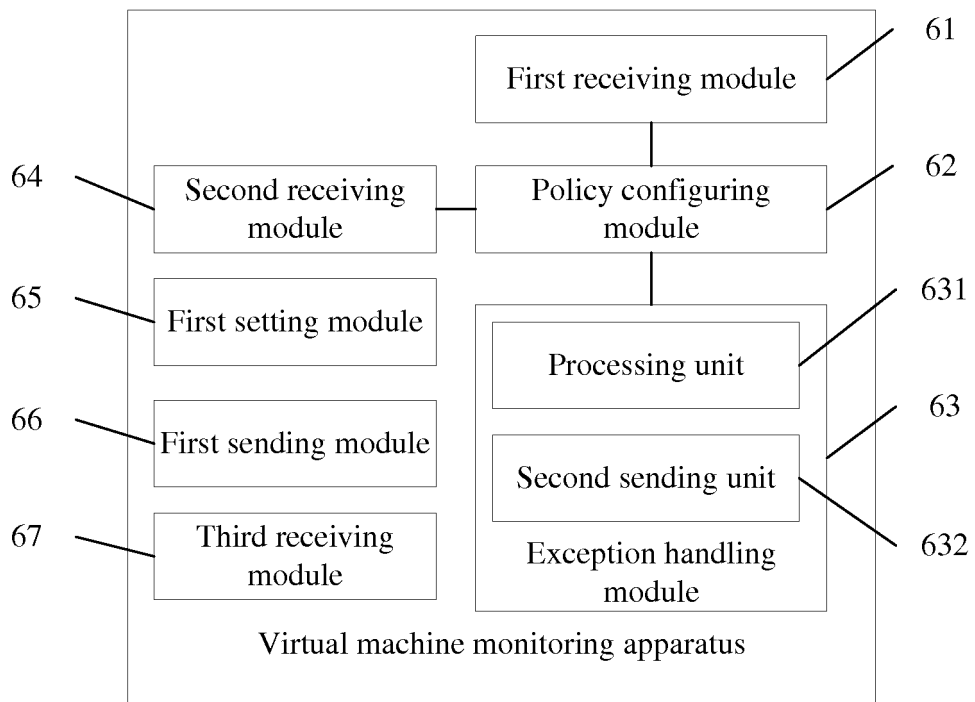 61
First receiving module
64
Second receiving
module
62
Policy configuring
module
65
First setting module
631
Processing unit
66
First sending module
63
Second sending unit
67
Third receiving
module
632
Exception handling
module
Virtual machine monitoring apparatus